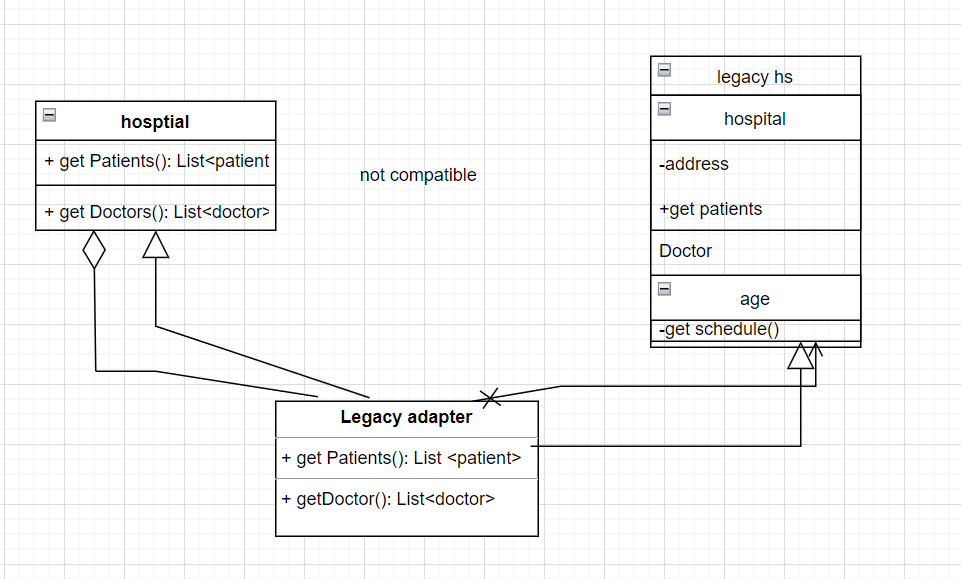 hosptial
+ get Patients(): List<patient
+ get Doctors(): List<doctor>
not compatible
legacy hs
hospital
-address
+get patients
Doctor
age
-get schedule()
Legacy adapter
+ get Patients(): List <patient>
+ getDoctor(): List<doctor>